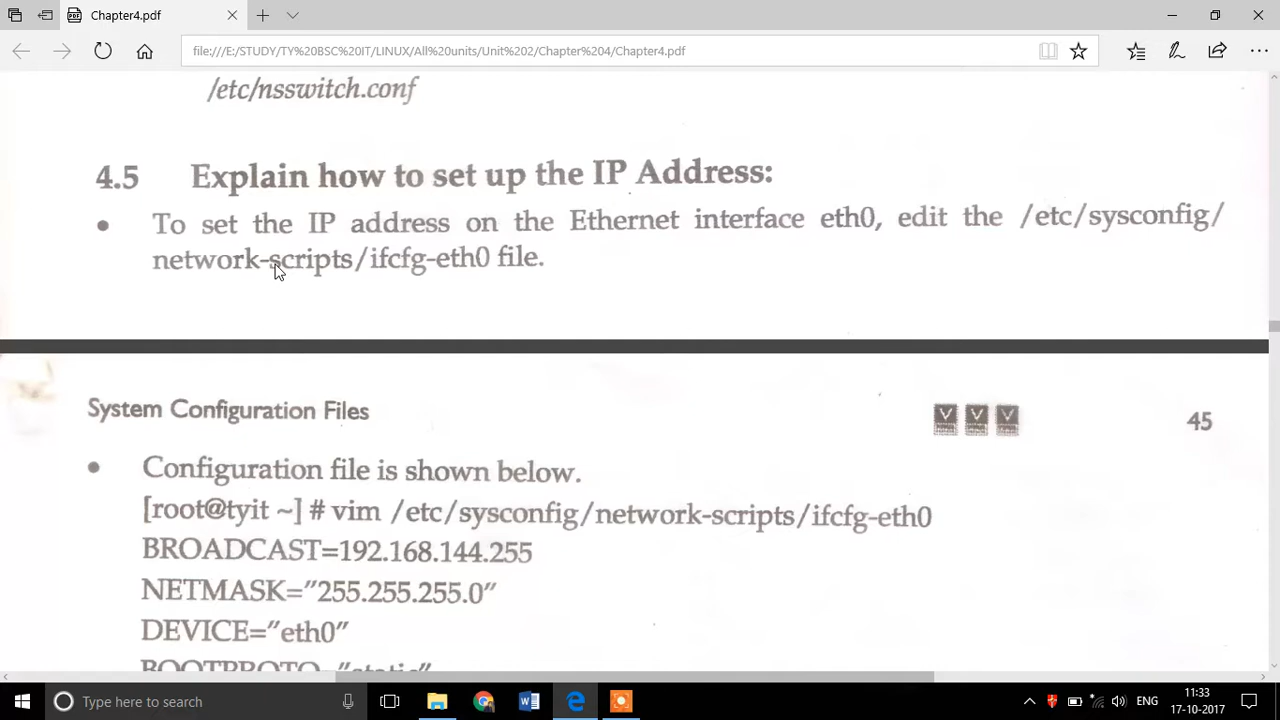 Chapter4.pdf
file:///E:/STUDY/TY%20BSC%20IT/LINUX/All%20units/Unit%202/Chapter%204/Chapter4.pdf
/etc/nsswitch.conf
4.5 Explain how to set up the IP Address:
• To set the IP address on the Ethernet interface eth0, edit the /etc/sysconfig/
network-scripts/ifcfg-eth0 file.
System Configuration Files 45
• Configuration file is shown below.
[root@tyit ~] # vim /etc/sysconfig/network-scripts/ifcfg-eth0
BROADCAST=192.168.144.255
NETMASK="255.255.255.0"
DEVICE="eth0"
BOOTPROTO="static"
Type here to search
ENG
11:33
17-10-2017